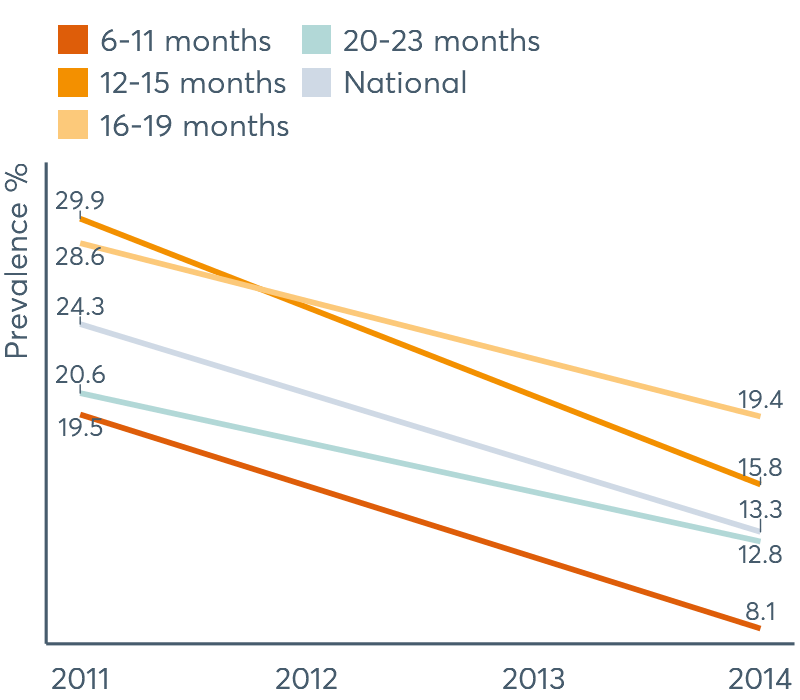 6-11 months
20-23 months
12-15 months
National
16-19 months
Prevalence %
29.9
28.6
24.3
20.6
19.5
19.4
15.8
13.3
12.8
8.1
2011
2012
2013
2014